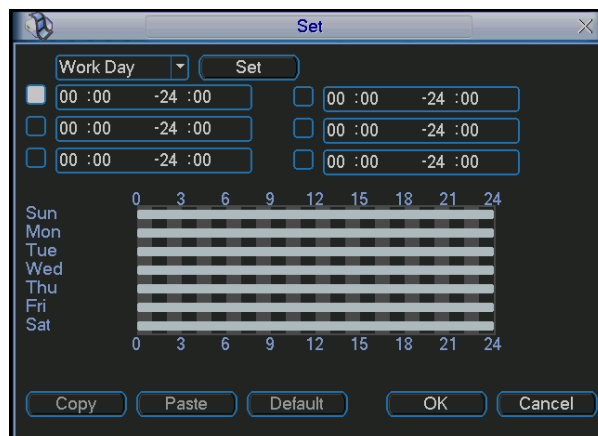 Set
Work Day Set
00 :00 -24 :00 00 :00 -24 :00
00 :00 -24 :00 00 :00 -24 :00
00 :00 -24 :00 00 :00 -24 :00
0 3 6 9 12 15 18 21 24
Sun
Mon
Tue
Wed
Thu
Fri
Sat
0 3 6 9 12 15 18 21 24
Copy Paste Default OK Cancel